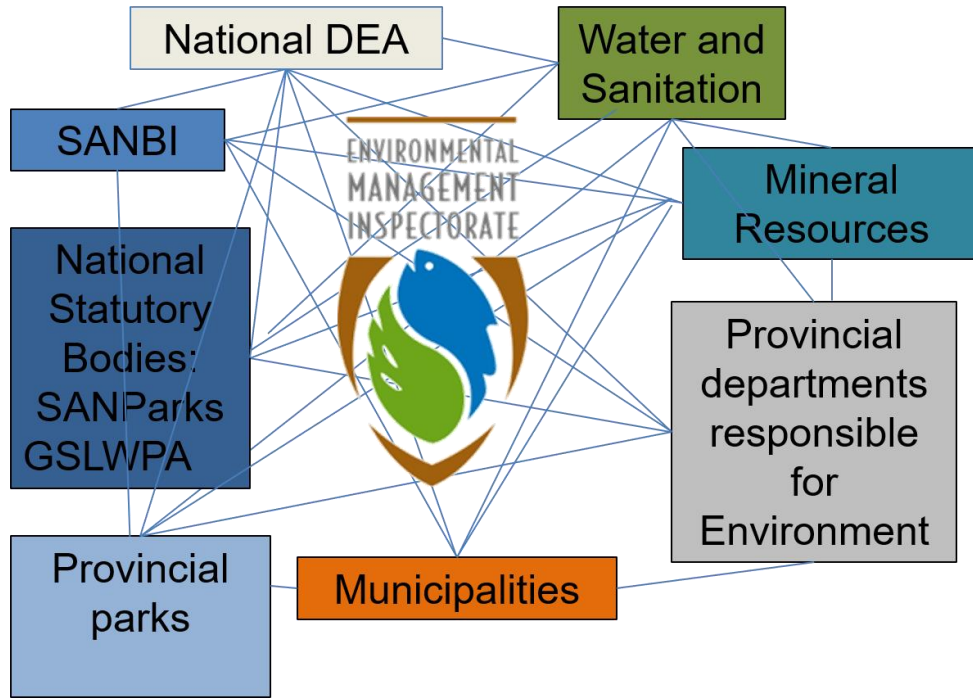 National DEA
Water and
Sanitation
SANBI
ENVIRONMENTAL
MANAGEMENT
INSPECTORATE
Mineral
Resources
National
Statutory
Bodies:
SANParks
GSLWPA
Provincial
departments
responsible
for
Environment
Provincial
parks
Municipalities